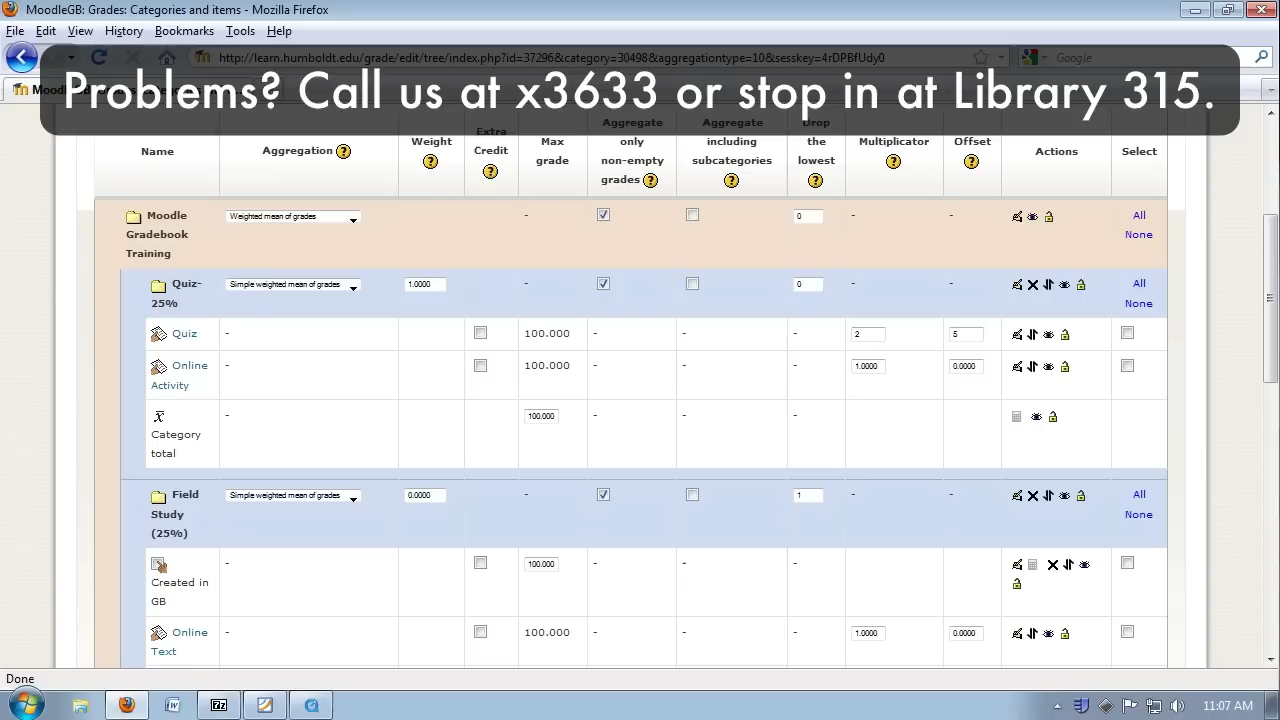 MoodleGB: Grades: Categories and items - Mozilla Firefox
File Edit View History Bookmarks Tools Help
http://learn.humboldt.edu/grade/edit/tree/index.php?id=37296&category=30498&aggregationtype=10&sesskey=4rDPBfUdy0
Google
Problems? Call us at x3633 or stop in at Library 315.
Name
Aggregation
Weight
Extra
Credit
Max
grade
Aggregate
only
non-empty
grades
Aggregate
including
subcategories
Drop
the
lowest
Multiplicator
Offset
Actions
Select
Moodle Weighted mean of grades - 0 - - All
Gradebook None
Training
Quiz- Simple weighted mean of grades 1.0000 - 0 - - All
25% None
Quiz - 100.000 - - - 2 5
Online - 100.000 - - - 1.0000 0.0000
Activity
x̅ - 100.000 - - -
Category
total
Field Simple weighted mean of grades 0.0000 - 1 - - All
Study None
(25%)
- 100.000 - - -
Created in
GB
Online - 100.000 - - - 1.0000 0.0000
Text
Done
7z
11:07 AM